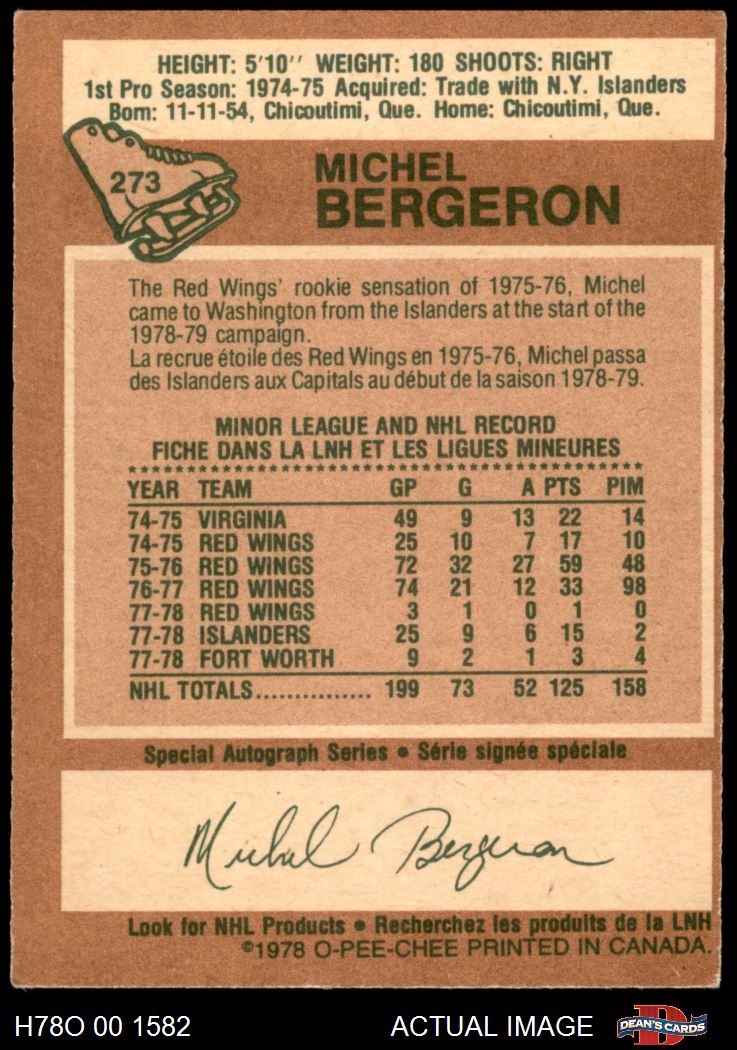 HEIGHT: 5'10'' WEIGHT: 180 SHOOTS: RIGHT
1st Pro Season: 1974-75 Acquired: Trade with N.Y. Islanders
Born: 11-11-54, Chicoutimi, Que. Home: Chicoutimi, Que.
273
MICHEL
BERGERON
The Red Wings' rookie sensation of 1975-76, Michel
came to Washington from the Islanders at the start of the
1978-79 campaign.
La recrue étoile des Red Wings en 1975-76, Michel passa
des Islanders aux Capitals au début de la saison 1978-79.
MINOR LEAGUE AND NHL RECORD
FICHE DANS LA LNH ET LES LIGUES MINEURES
YEAR TEAM GP G A PTS PIM
74-75 VIRGINIA 49 9 13 22 14
74-75 RED WINGS 25 10 7 17 10
75-76 RED WINGS 72 32 27 59 48
76-77 RED WINGS 74 21 12 33 98
77-78 RED WINGS 3 1 0 1 0
77-78 ISLANDERS 25 9 6 15 2
77-78 FORT WORTH 9 2 1 3 4
NHL TOTALS............... 199 73 52 125 158
Special Autograph Series • Série signée spéciale
Michel Bergeron
Look for NHL Products • Recherchez les produits de la LNH
©1978 O-PEE-CHEE PRINTED IN CANADA.
H78O 00 1582 ACTUAL IMAGE D DEAN'S CARDS